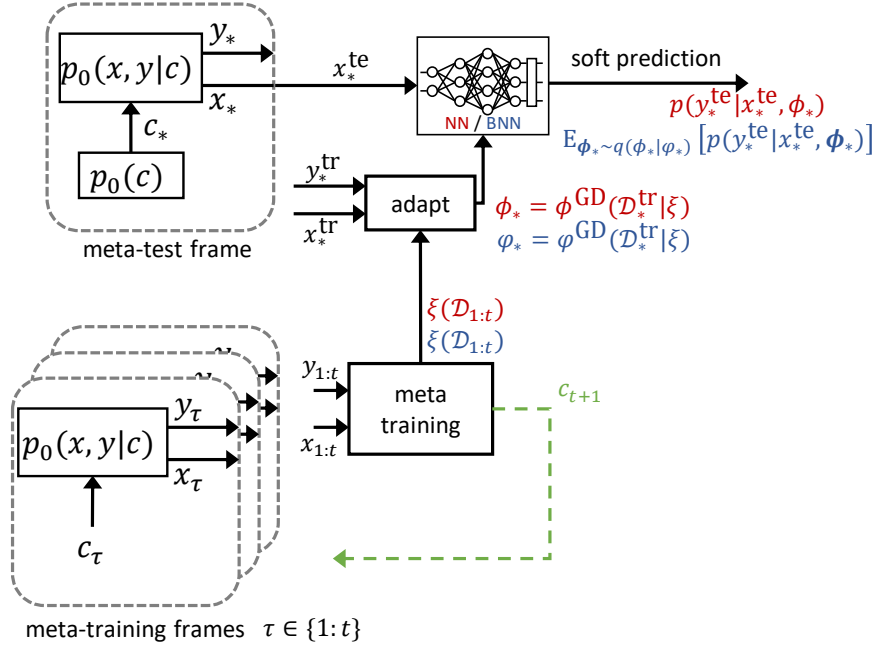 y_*
p_0(x, y|c)
x_*
c_*
p_0(c)
meta-test frame
x_*^te
NN / BNN
soft prediction
p(y_*^te|x_*^te, ϕ_*)
E_{ϕ_*~q(ϕ_*|φ_*)} [p(y_*^te|x_*^te, ϕ_*)]
y_*^tr
x_*^tr
adapt
ϕ_* = ϕ^GD(𝒟_*^tr|ξ)
φ_* = φ^GD(𝒟_*^tr|ξ)
ξ(𝒟_{1:t})
ξ(𝒟_{1:t})
y_{1:t}
x_{1:t}
meta
training
c_{t+1}
y_τ
p_0(x, y|c)
x_τ
c_τ
meta-training frames τ ∈ {1: t}